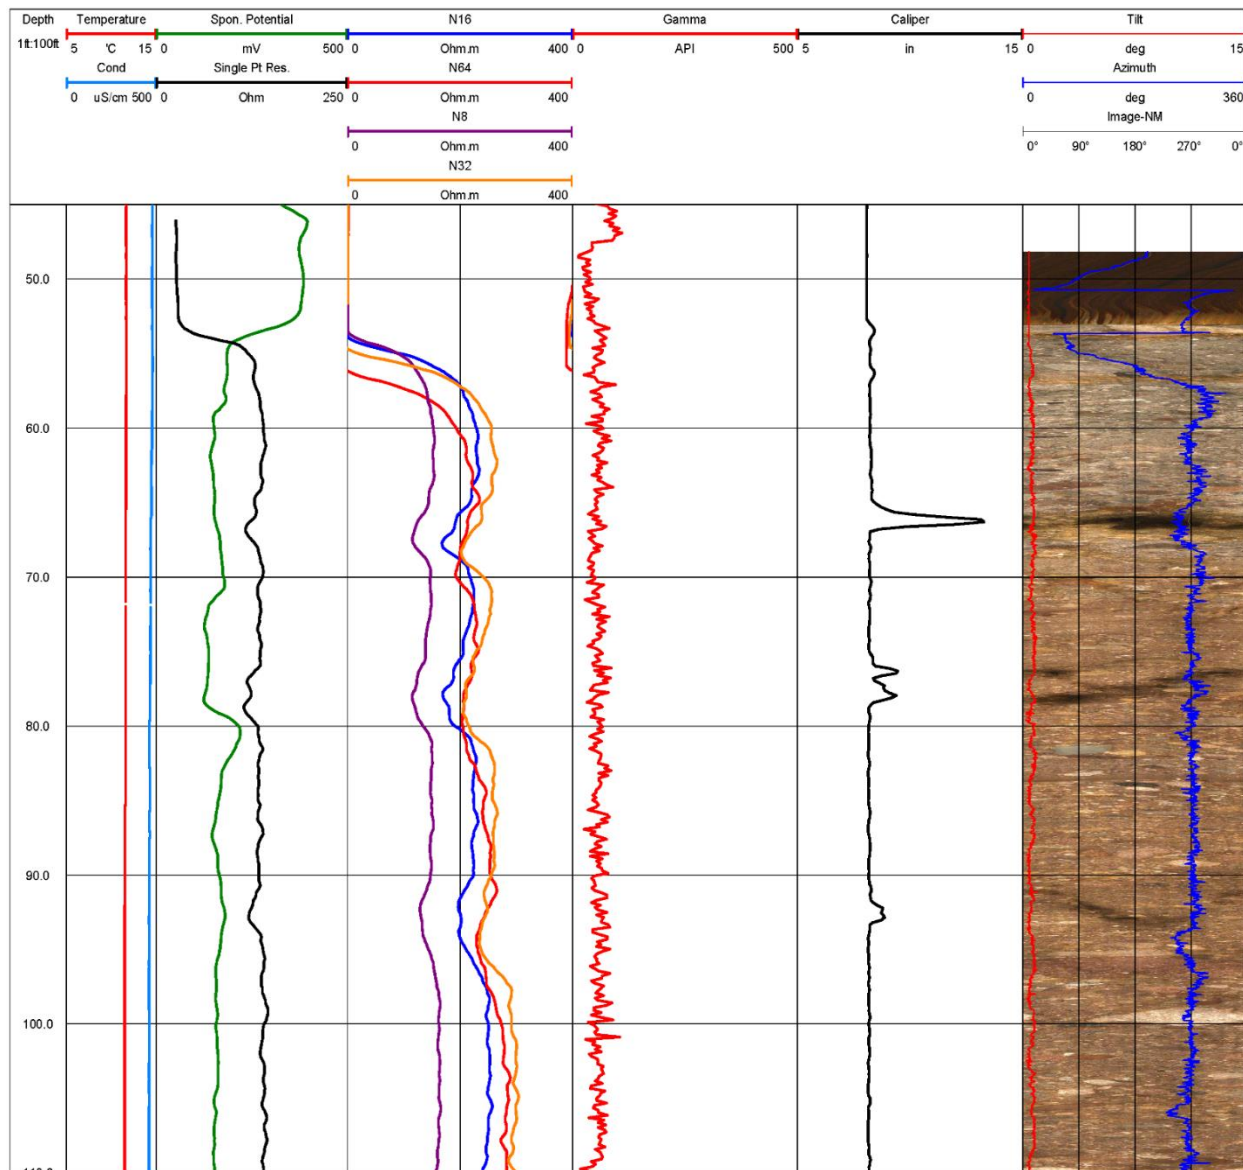 Depth Temperature Spon. Potential N16 Gamma Caliper Tilt
1ft:100ft 5 'C 15 0 mV 500 0 Ohm.m 400 0 API 500 5 in 15 0 deg 15
Cond Single Pt Res. N64 Azimuth
0 uS/cm 500 0 Ohm 250 0 Ohm.m 400 0 deg 360
N8 Image-NM
0 Ohm.m 400 0° 90° 180° 270° 0°
N32
0 Ohm.m 400
50.0
60.0
70.0
80.0
90.0
100.0